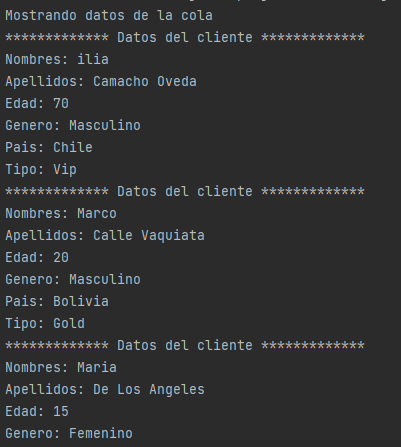 Mostrando datos de la cola
************* Datos del cliente *************
Nombres: ilia
Apellidos: Camacho Oveda
Edad: 70
Genero: Masculino
Pais: Chile
Tipo: Vip
************* Datos del cliente *************
Nombres: Marco
Apellidos: Calle Vaquiata
Edad: 20
Genero: Masculino
Pais: Bolivia
Tipo: Gold
************* Datos del cliente *************
Nombres: Maria
Apellidos: De Los Angeles
Edad: 15
Genero: Femenino